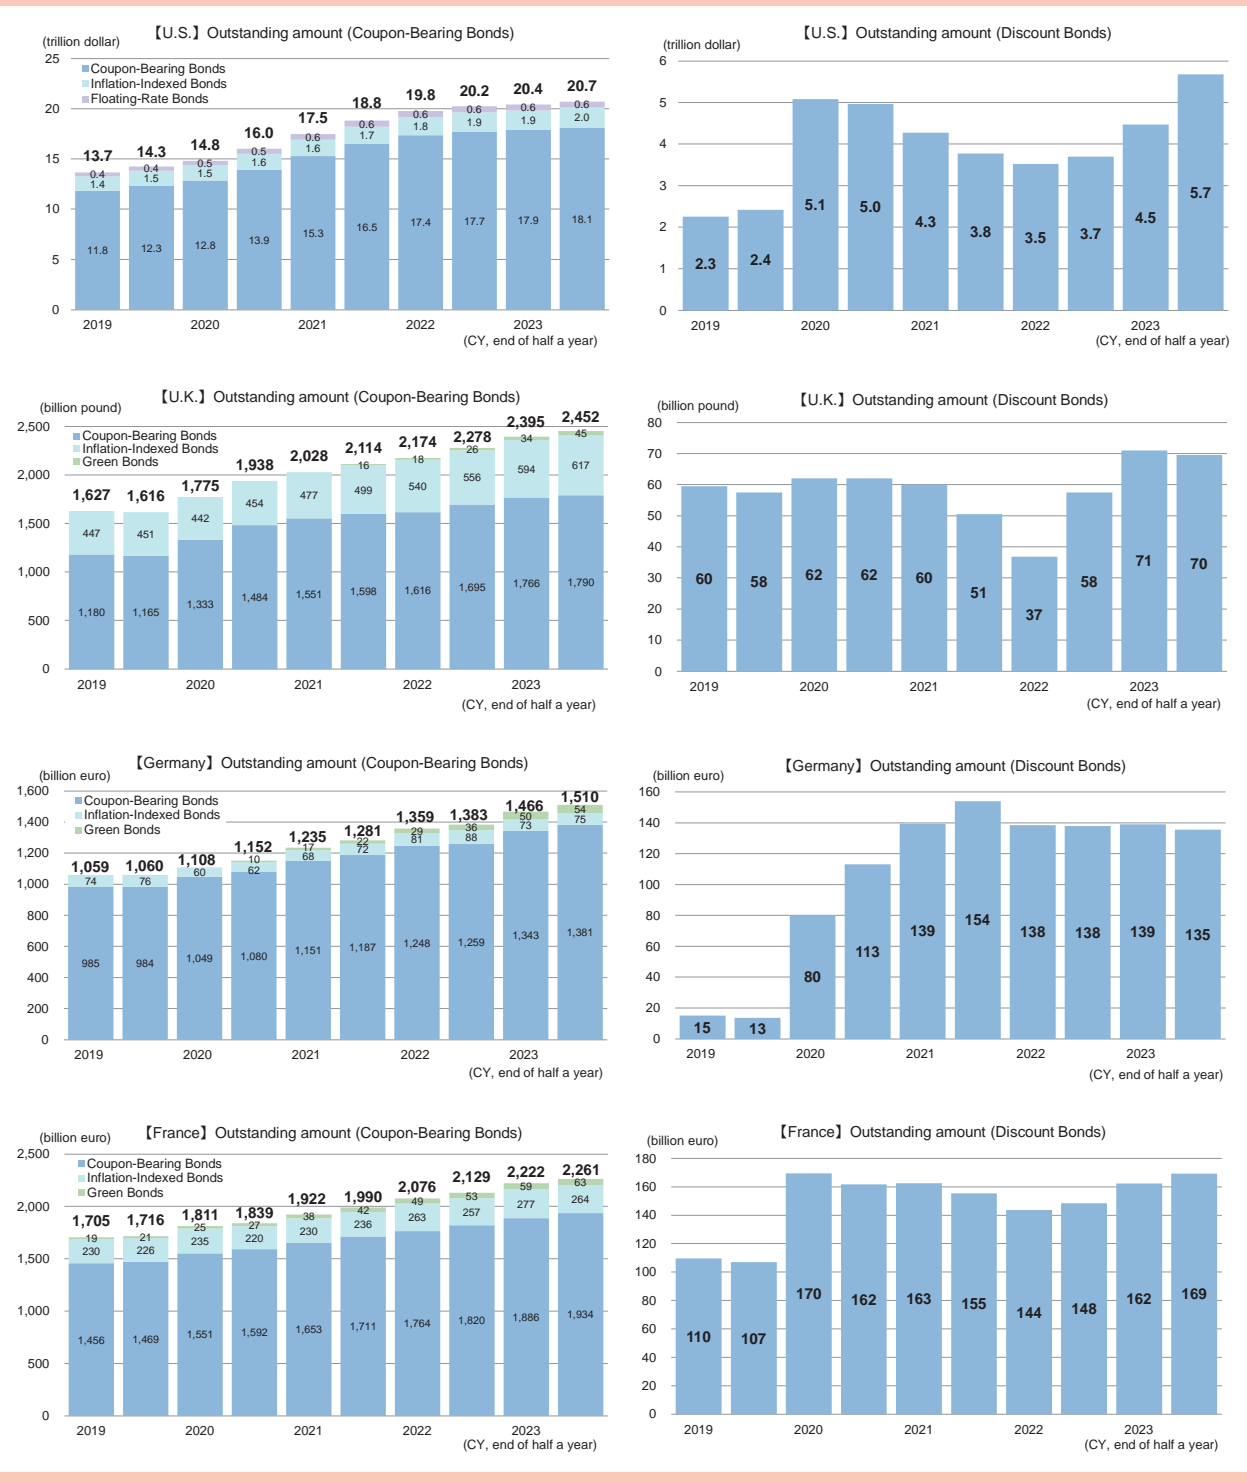 【U.S.】Outstanding amount (Coupon-Bearing Bonds)
(trillion dollar)
25
20
15
10
5
0
Coupon-Bearing Bonds
Inflation-Indexed Bonds
Floating-Rate Bonds
13.7 14.3 14.8 16.0 17.5 18.8 19.8 20.2 20.4 20.7
0.4 0.4 0.5 0.5 0.6 0.6 0.6 0.6 0.6 0.6
1.4 1.5 1.5 1.6 1.6 1.7 1.8 1.9 1.9 2.0
11.8 12.3 12.8 13.9 15.3 16.5 17.4 17.7 17.9 18.1
2019 2020 2021 2022 2023
(CY, end of half a year)
【U.S.】Outstanding amount (Discount Bonds)
(trillion dollar)
6
5
4
3
2
1
0
2.3 2.4 5.1 5.0 4.3 3.8 3.5 3.7 4.5 5.7
2019 2020 2021 2022 2023
(CY, end of half a year)
【U.K.】Outstanding amount (Coupon-Bearing Bonds)
(billion pound)
2,500
2,000
1,500
1,000
500
0
Coupon-Bearing Bonds
Inflation-Indexed Bonds
Green Bonds
1,627 1,616 1,775 1,938 2,028 2,114 2,174 2,278 2,395 2,452
16 18 26 34 45
447 451 442 454 477 499 540 556 594 617
1,180 1,165 1,333 1,484 1,551 1,598 1,616 1,695 1,766 1,790
2019 2020 2021 2022 2023
(CY, end of half a year)
【U.K.】Outstanding amount (Discount Bonds)
(billion pound)
80
70
60
50
40
30
20
10
0
60 58 62 62 60 51 37 58 71 70
2019 2020 2021 2022 2023
(CY, end of half a year)
【Germany】Outstanding amount (Coupon-Bearing Bonds)
(billion euro)
1,600
1,400
1,200
1,000
800
600
400
200
0
Coupon-Bearing Bonds
Inflation-Indexed Bonds
Green Bonds
1,059 1,060 1,108 1,152 1,235 1,281 1,359 1,383 1,466 1,510
10 17 22 29 36 50 54
74 76 60 62 68 72 81 88 73 75
985 984 1,049 1,080 1,151 1,187 1,248 1,259 1,343 1,381
2019 2020 2021 2022 2023
(CY, end of half a year)
【Germany】Outstanding amount (Discount Bonds)
(billion euro)
160
140
120
100
80
60
40
20
0
15 13 80 113 139 154 138 138 139 135
2019 2020 2021 2022 2023
(CY, end of half a year)
【France】Outstanding amount (Coupon-Bearing Bonds)
(billion euro)
2,500
2,000
1,500
1,000
500
0
Coupon-Bearing Bonds
Inflation-Indexed Bonds
Green Bonds
1,705 1,716 1,811 1,839 1,922 1,990 2,076 2,129 2,222 2,261
19 21 25 27 38 42 49 53 59 63
230 226 235 220 230 236 263 257 277 264
1,456 1,469 1,551 1,592 1,653 1,711 1,764 1,820 1,886 1,934
2019 2020 2021 2022 2023
(CY, end of half a year)
【France】Outstanding amount (Discount Bonds)
(billion euro)
180
160
140
120
100
80
60
40
20
0
110 107 170 162 163 155 144 148 162 169
2019 2020 2021 2022 2023
(CY, end of half a year)